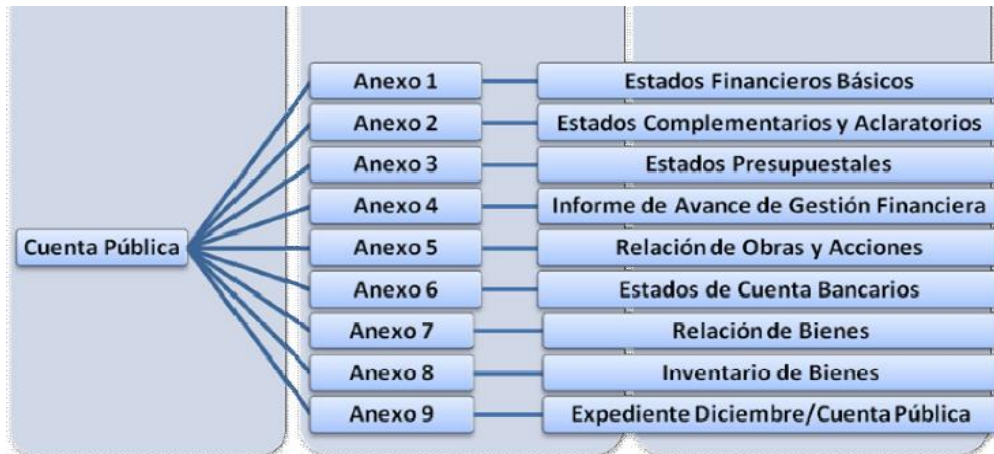 Cuenta Pública
Anexo 1
Estados Financieros Básicos
Anexo 2
Estados Complementarios y Aclaratorios
Anexo 3
Estados Presupuestales
Anexo 4
Informe de Avance de Gestión Financiera
Anexo 5
Relación de Obras y Acciones
Anexo 6
Estados de Cuenta Bancarios
Anexo 7
Relación de Bienes
Anexo 8
Inventario de Bienes
Anexo 9
Expediente Diciembre/Cuenta Pública